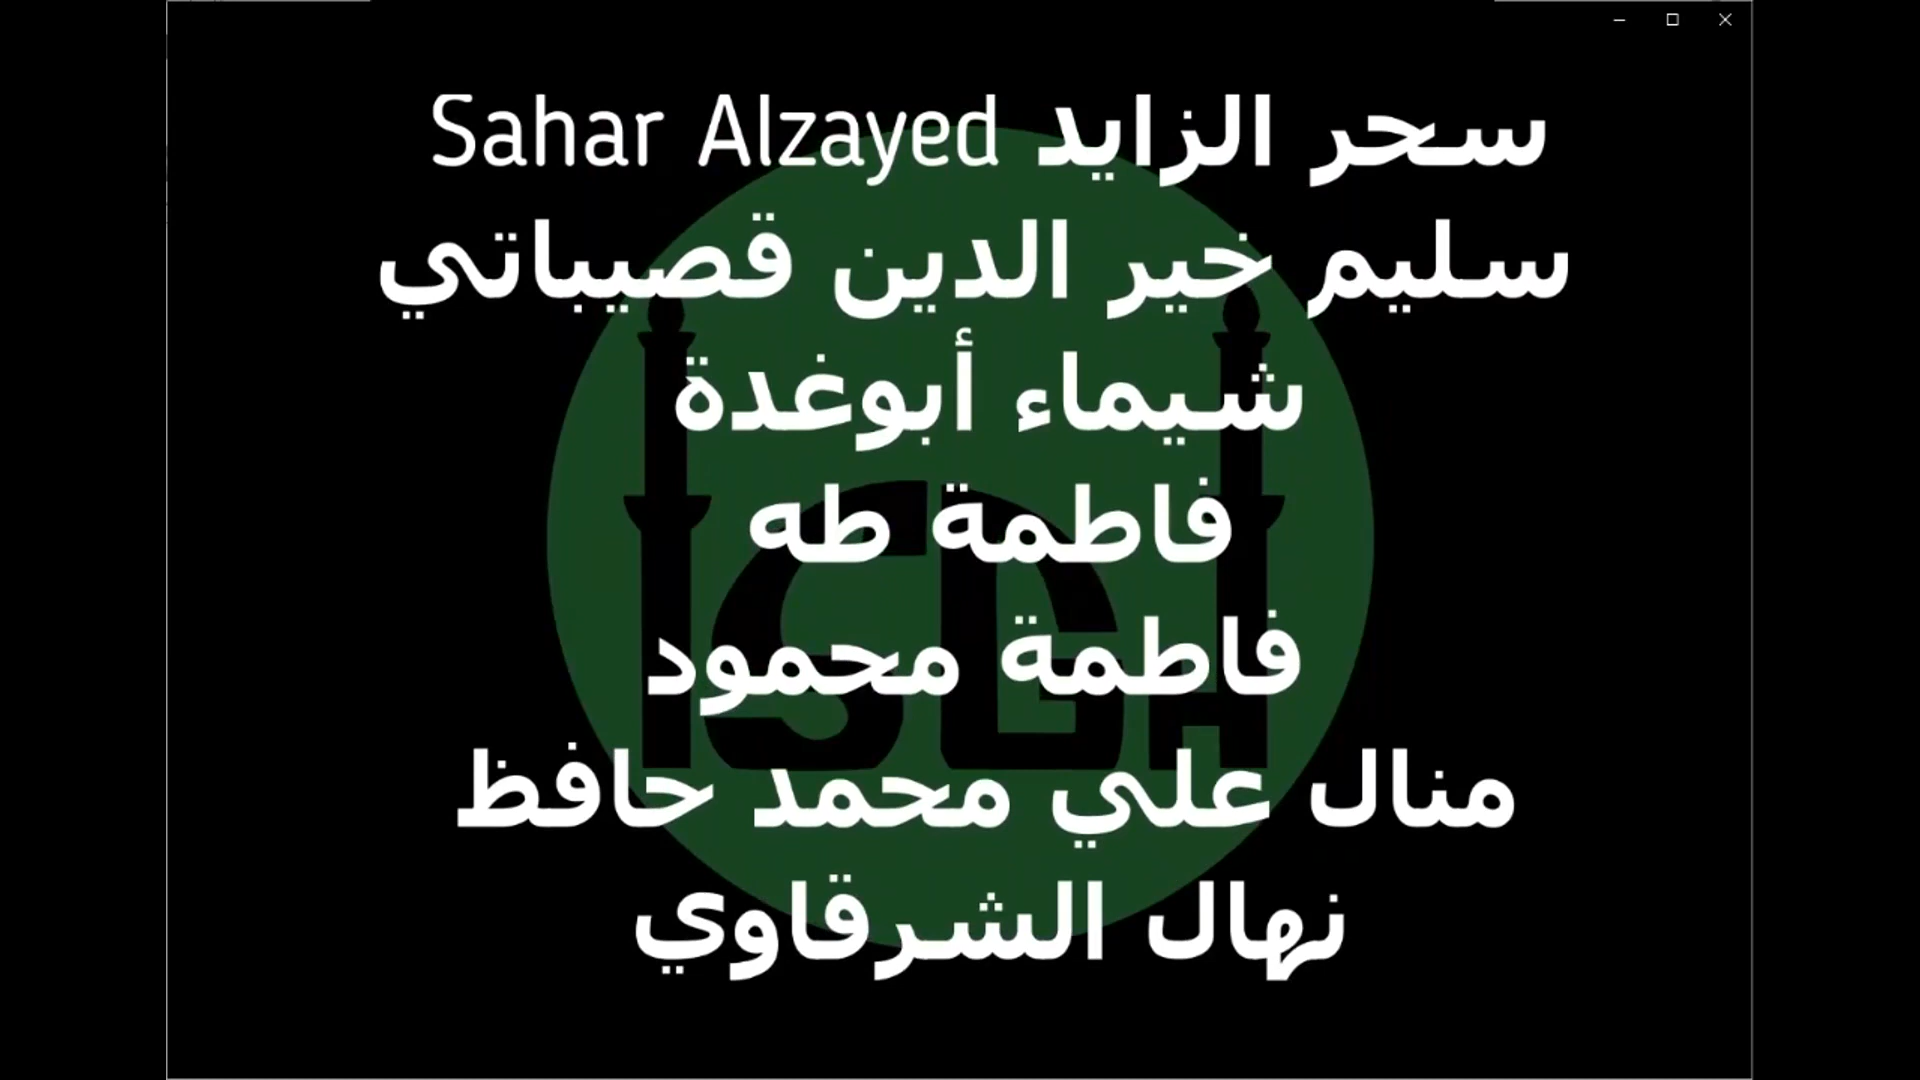 سحر الزايد Sahar Alzayed
سليم خير الدين قصيباتي
شيماء أبوغدة
فاطمة طه
فاطمة محمود
منال علي محمد حافظ
نهال الشرقاوي
ISGH